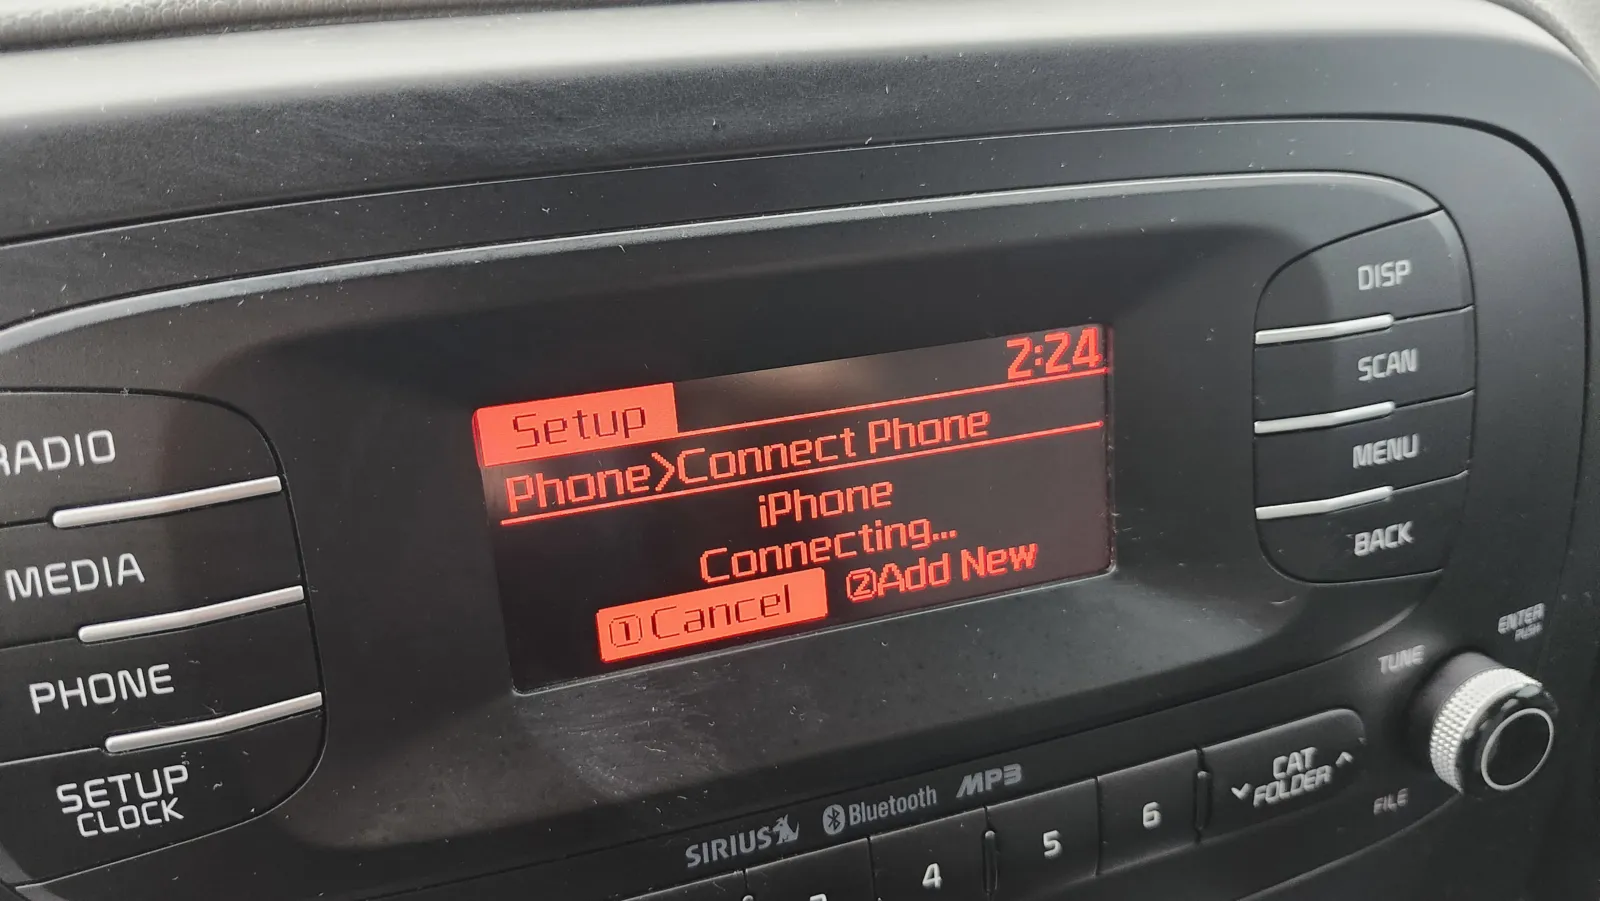 RADIO
MEDIA
PHONE
SETUP
CLOCK
2:24
Setup
Phone>Connect Phone
iPhone
Connecting...
①Cancel ②Add New
DISP
SCAN
MENU
BACK
ENTER
PUSH
TUNE
FILE
CAT
FOLDER
SIRIUS Bluetooth MP3
4 5 6